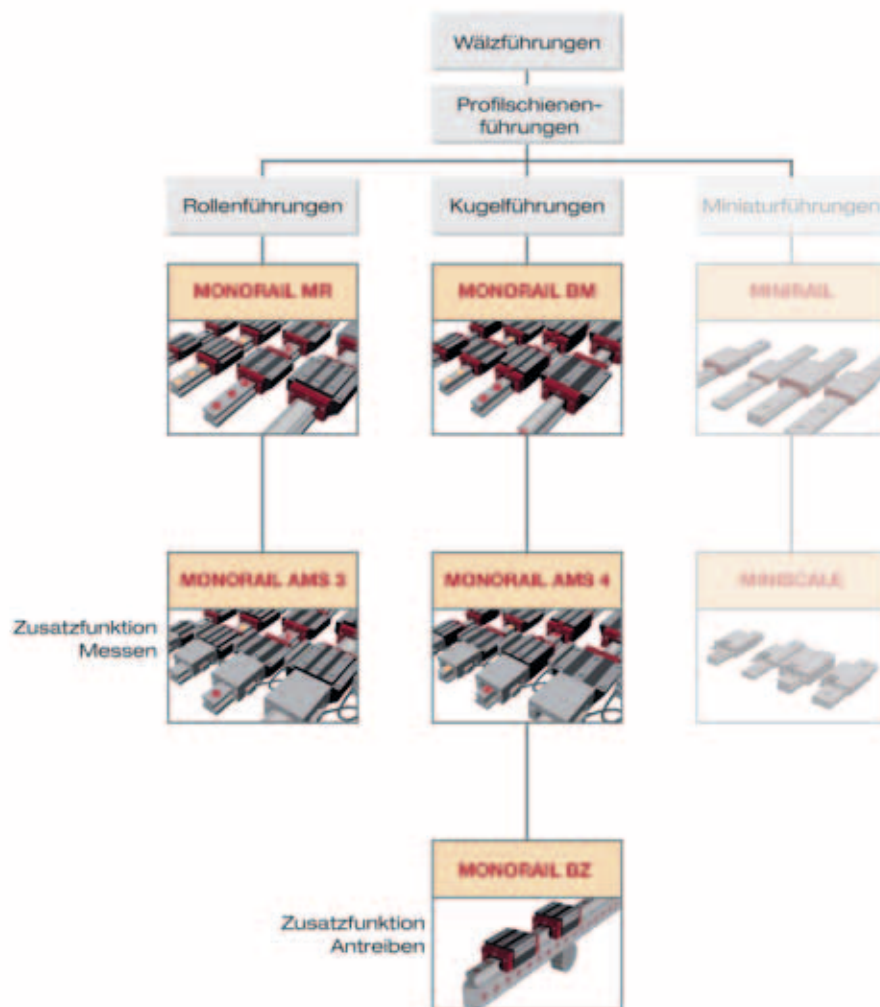 Wälzführungen
Profilschienen-
führungen
Rollenführungen
Kugelführungen
Miniaturführungen
MONORAIL MR
MONORAIL BM
MINIRAIL
MONORAIL AMS 3
MONORAIL AMS 4
MINISCALE
Zusatzfunktion
Messen
MONORAIL BZ
Zusatzfunktion
Antreiben